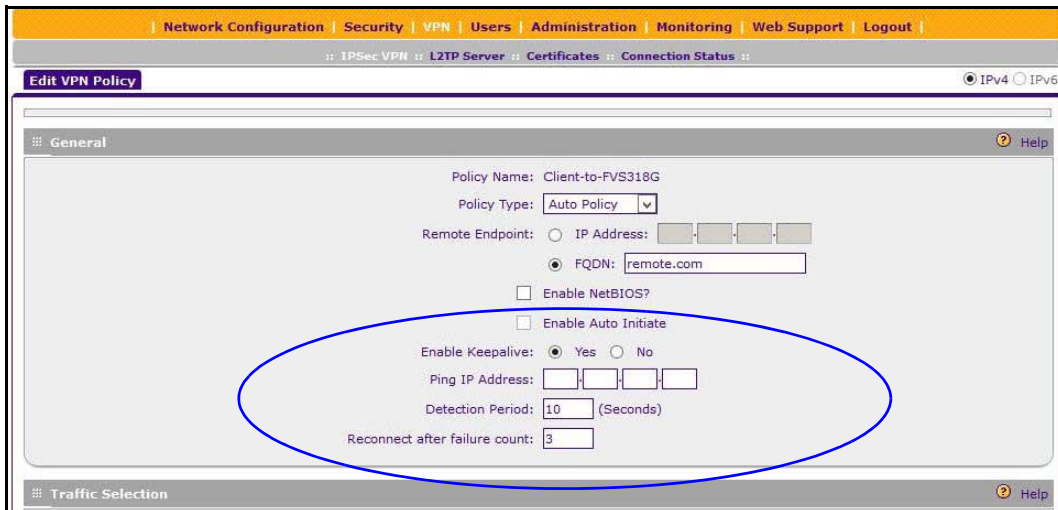 | Network Configuration | Security | VPN | Users | Administration | Monitoring | Web Support | Logout |
:: IPSec VPN :: L2TP Server :: Certificates :: Connection Status ::
Edit VPN Policy
IPv4 IPv6
General
Help
Policy Name: Client-to-FVS318G
Policy Type: Auto Policy
Remote Endpoint: IP Address: . . .
FQDN: remote.com
Enable NetBIOS?
Enable Auto Initiate
Enable Keepalive: Yes No
Ping IP Address: . . .
Detection Period: 10 (Seconds)
Reconnect after failure count: 3
Traffic Selection
Help